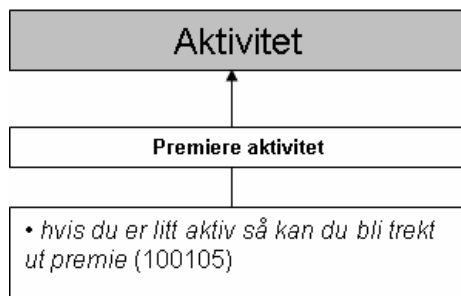 Aktivitet
Premiere aktivitet
• hvis du er litt aktiv så kan du bli trekt
ut premie (100105)